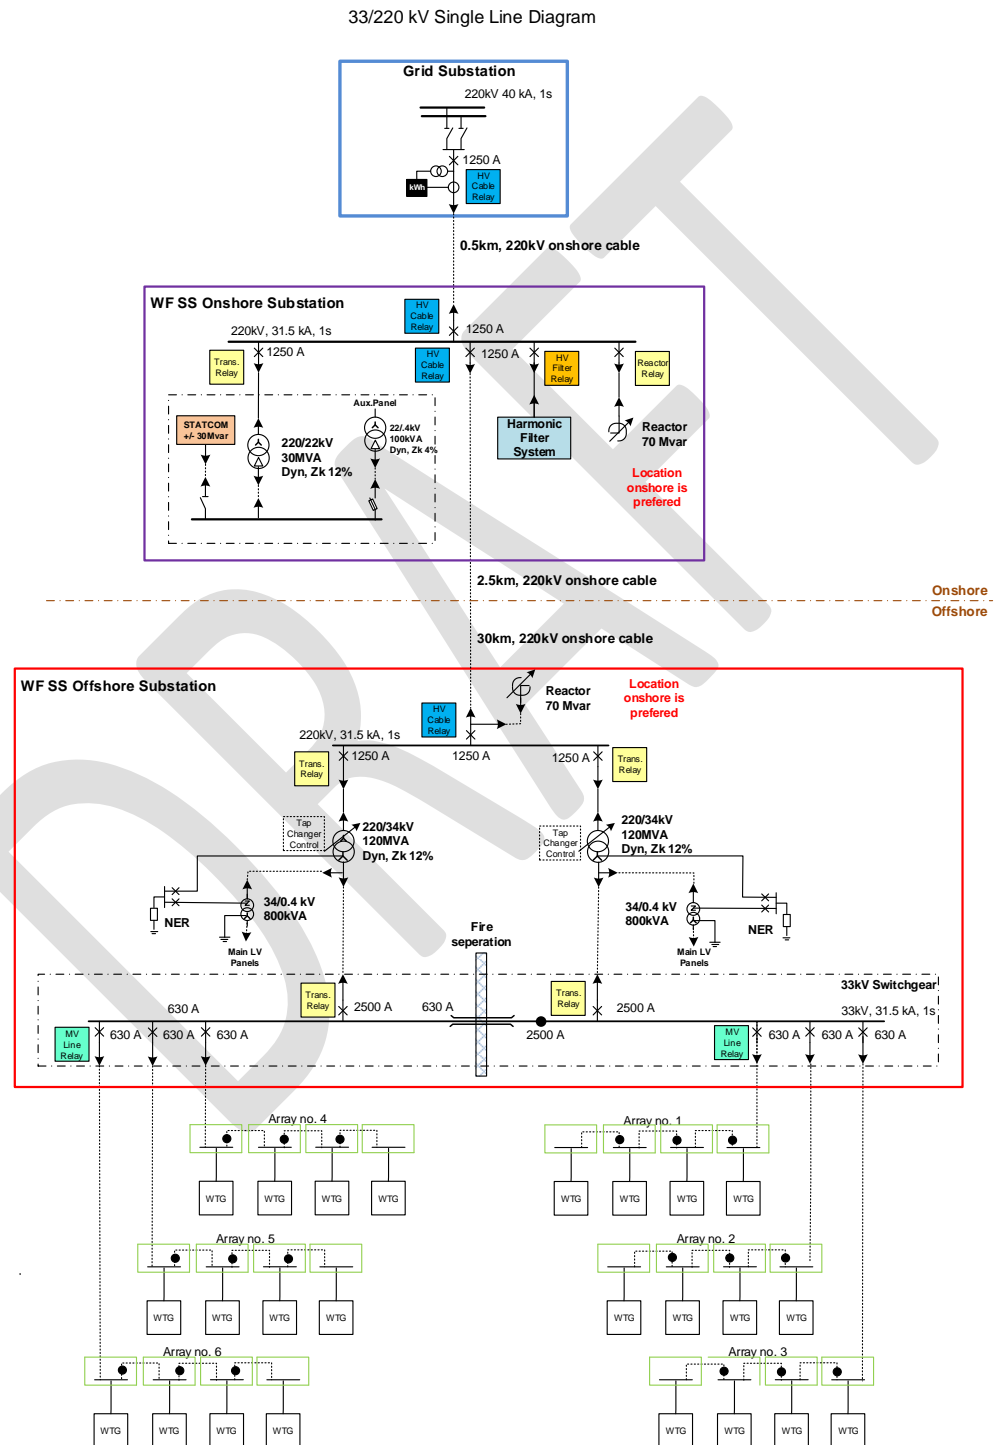 33/220 kV Single Line Diagram
Grid Substation
220kV 40 kA, 1s
1250 A
kWh
HV
Cable
Relay
0.5km, 220kV onshore cable
WF SS Onshore Substation
HV
Cable
Relay
220kV, 31.5 kA, 1s
1250 A
Trans.
Relay
1250 A
HV
Cable
Relay
1250 A
HV
Filter
Relay
Reactor
Relay
Aux.Panel
STATCOM
+/- 30Mvar
220/22kV
30MVA
Dyn, Zk 12%
22/.4kV
100kVA
Dyn, Zk 4%
Harmonic
Filter
System
Reactor
70 Mvar
Location
onshore is
prefered
2.5km, 220kV onshore cable
Onshore
Offshore
30km, 220kV onshore cable
WF SS Offshore Substation
Reactor
70 Mvar
Location
onshore is
prefered
HV
Cable
Relay
220kV, 31.5 kA, 1s
Trans.
Relay
1250 A
1250 A
1250 A
Trans.
Relay
Tap
Changer
Control
220/34kV
120MVA
Dyn, Zk 12%
Tap
Changer
Control
220/34kV
120MVA
Dyn, Zk 12%
NER
34/0.4 kV
800kVA
Main LV
Panels
34/0.4 kV
800kVA
NER
Main LV
Panels
Fire
seperation
33kV Switchgear
Trans.
Relay
2500 A
630 A
630 A
Trans.
Relay
2500 A
33kV, 31.5 kA, 1s
2500 A
MV
Line
Relay
630 A
630 A
630 A
MV
Line
Relay
630 A
630 A
630 A
Array no. 4
WTG
WTG
WTG
WTG
Array no. 1
WTG
WTG
WTG
WTG
Array no. 5
WTG
WTG
WTG
WTG
Array no. 2
WTG
WTG
WTG
WTG
Array no. 6
WTG
WTG
WTG
WTG
Array no. 3
WTG
WTG
WTG
WTG
DRAFT